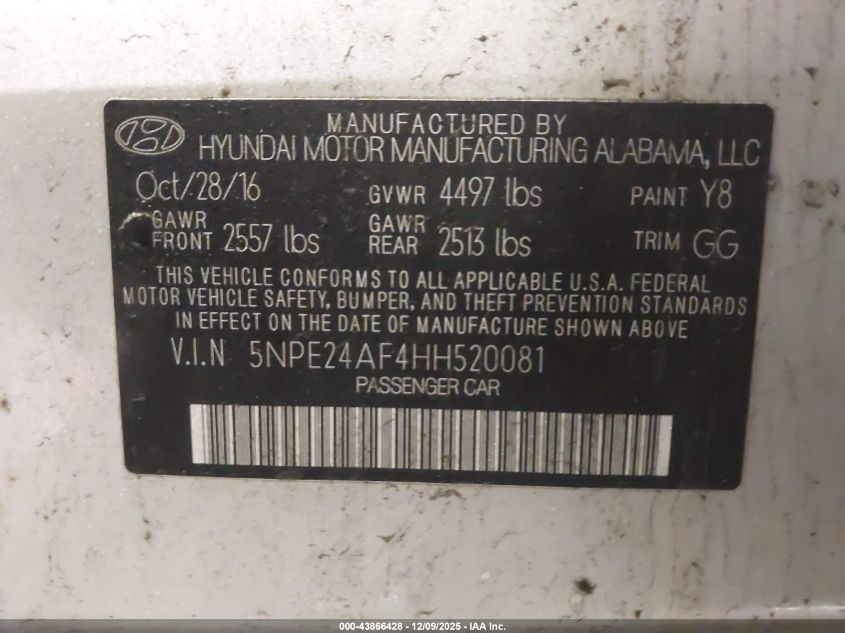 MANUFACTURED BY
HYUNDAI MOTOR MANUFACTURING ALABAMA, LLC
Oct/28/16 GVWR 4497 lbs PAINT Y8
GAWR FRONT 2557 lbs GAWR REAR 2513 lbs TRIM GG
THIS VEHICLE CONFORMS TO ALL APPLICABLE U.S.A. FEDERAL
MOTOR VEHICLE SAFETY, BUMPER, AND THEFT PREVENTION STANDARDS
IN EFFECT ON THE DATE OF MANUFACTURE SHOWN ABOVE
V.I.N 5NPE24AF4HH520081
PASSENGER CAR
000-43866428 - 12/09/2025 - IAA Inc.